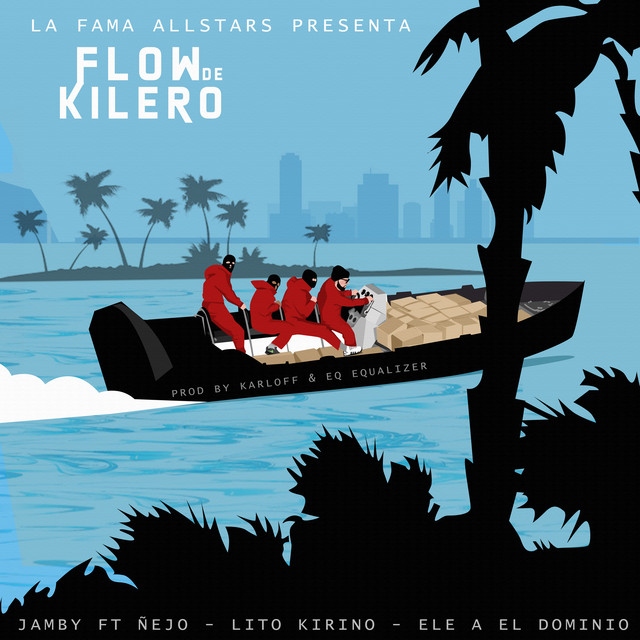 LA FAMA ALLSTARS PRESENTA
FLOW DE
KILERO
PROD BY KARLOFF & EQ EQUALIZER
JAMBY FT ÑEJO - LITO KIRINO - ELE A EL DOMINIO